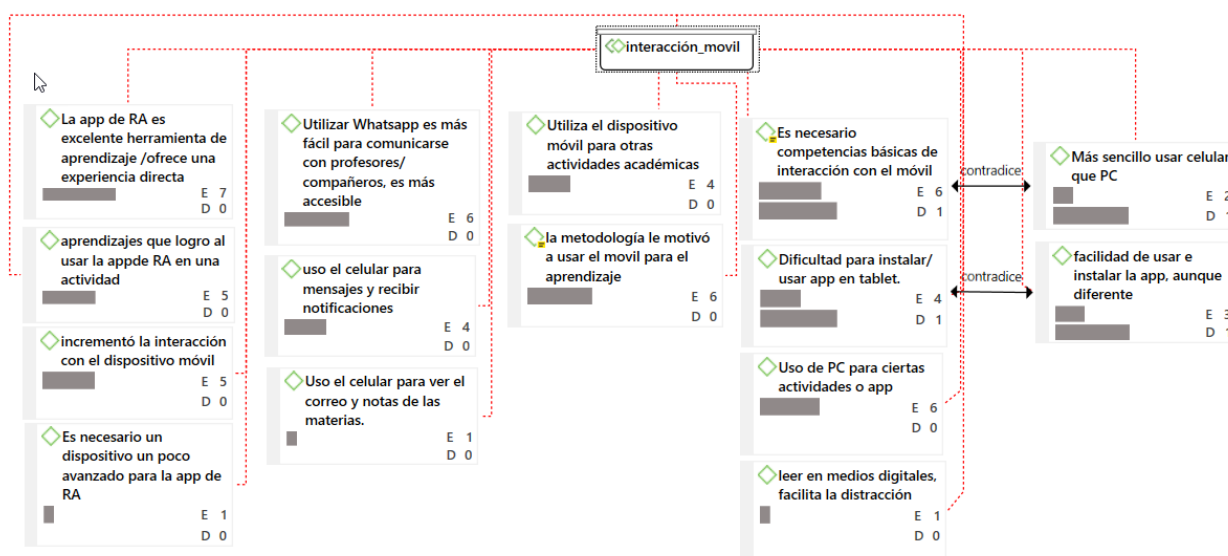 interacción_movil
La app de RA es
excelente herramienta de
aprendizaje /ofrece una
experiencia directa
E 7
D 0
aprendizajes que logro al
usar la appde RA en una
actividad
E 5
D 0
incrementó la interacción
con el dispositivo móvil
E 5
D 0
Es necesario un
dispositivo un poco
avanzado para la app de
RA
E 1
D 0
Utilizar Whatsapp es más
fácil para comunicarse
con profesores/
compañeros, es más
accesible
E 6
D 0
uso el celular para
mensajes y recibir
notificaciones
E 4
D 0
Uso el celular para ver el
correo y notas de las
materias.
E 1
D 0
Utiliza el dispositivo
móvil para otras
actividades académicas
E 4
D 0
la metodología le motivó
a usar el movil para el
aprendizaje
E 6
D 0
Es necesario
competencias básicas de
interacción con el móvil
E 6
D 1
Dificultad para instalar/
usar app en tablet.
E 4
D 1
Uso de PC para ciertas
actividades o app
E 6
D 0
leer en medios digitales,
facilita la distracción
E 1
D 0
contradice
contradice
Más sencillo usar celular
que PC
E 2
D
facilidad de usar e
instalar la app, aunque
diferente
E 3
D